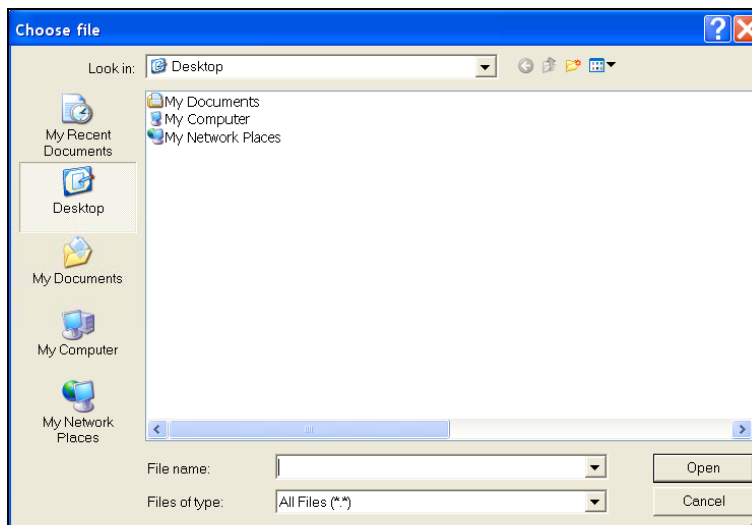 Choose file
Look in:
Desktop
My Recent
Documents
Desktop
My Documents
My Computer
My Network
Places
My Documents
My Computer
My Network Places
File name:
Open
Files of type:
All Files (*.*)
Cancel